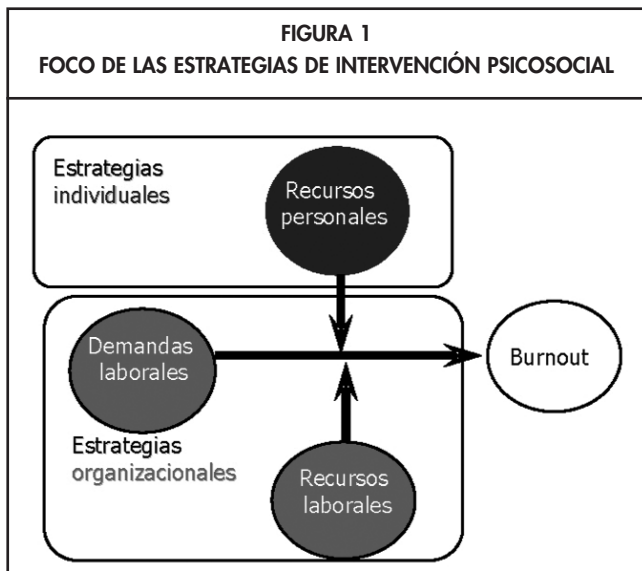 FIGURA 1
FOCO DE LAS ESTRATEGIAS DE INTERVENCIÓN PSICOSOCIAL
Estrategias
individuales
Recursos
personales
Demandas
laborales
Burnout
Estrategias
organizacionales
Recursos
laborales